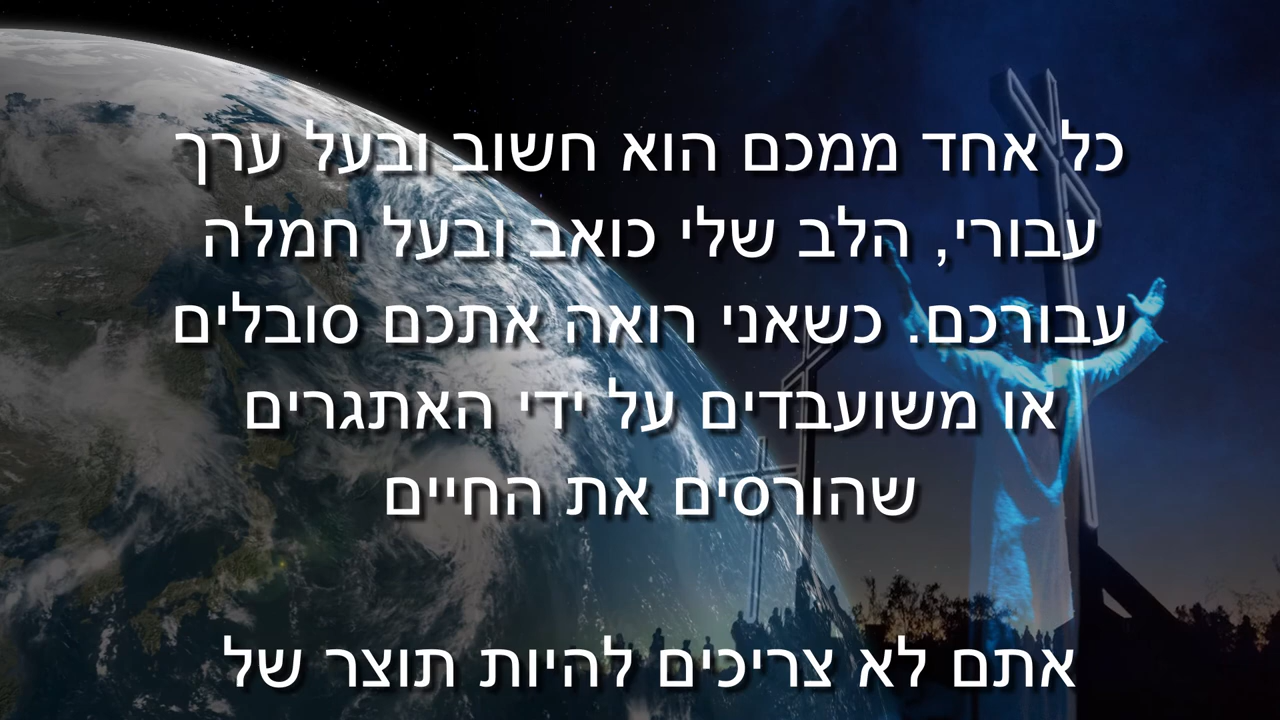 כל אחד ממכם הוא חשוב ובעל ערך
עבורי, הלב שלי כואב ובעל חמלה
עבורכם. כשאני רואה אתכם סובלים
או משועבדים על ידי האתגרים
שהורסים את החיים
אתם לא צריכים להיות תוצר של